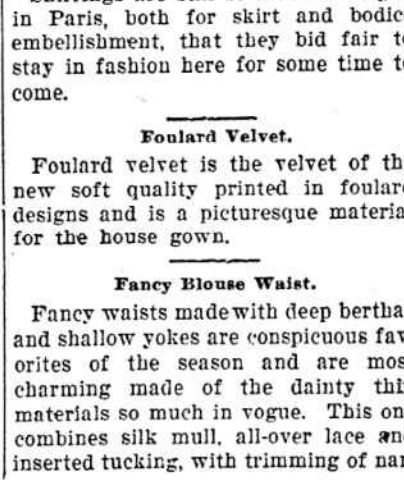 in Paris, both for skirt and bodic
embellishment, that they bid fair t
stay in fashion here for some time t
come.
Foulard Velvet.
Foulard velvet is the velvet of th
new soft quality printed in foular
designs and is a picturesque materia
for the house gown.
Fancy Blouse Waist.
Fancy waists made with deep bertha
and shallow yokes are conspicuous fav
orites of the season and are mos
charming made of the dainty thi
materials so much in vogue. This on
combines silk mull, all-over lace an
inserted tucking, with trimming of nar